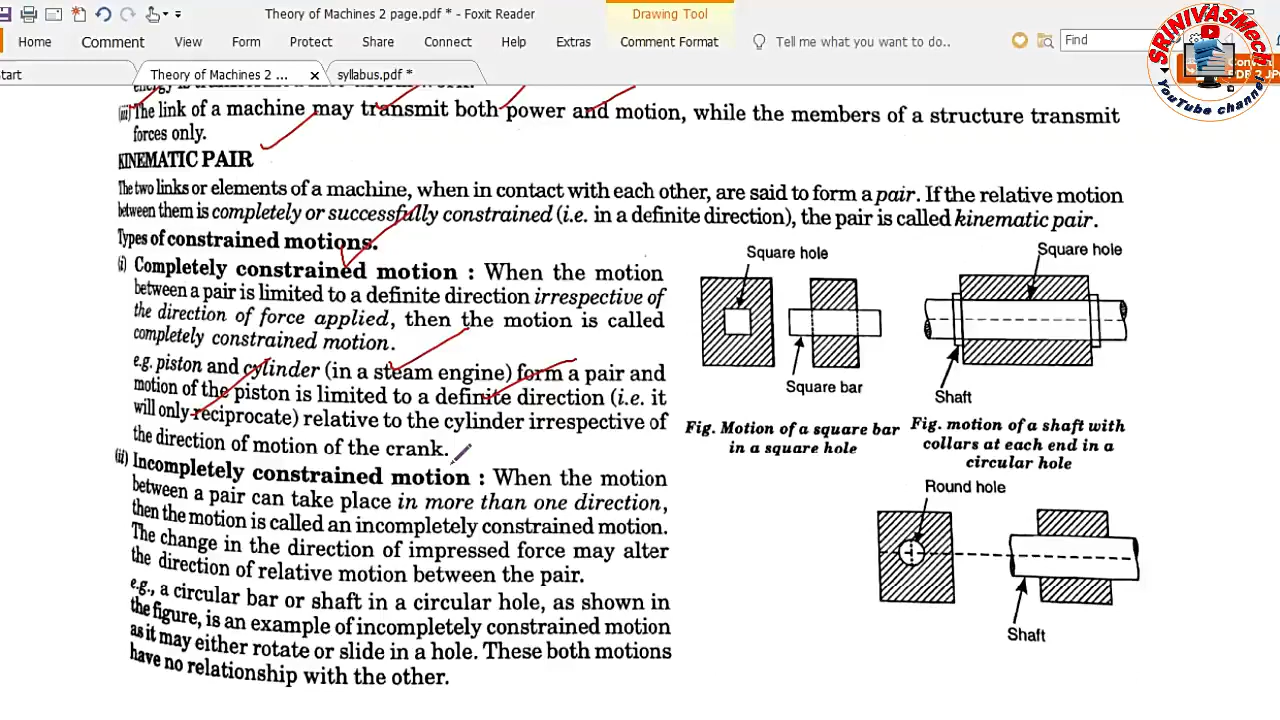 Theory of Machines 2 page.pdf * - Foxit Reader
Drawing Tool
Home Comment View Form Protect Share Connect Help Extras Comment Format Tell me what you want to do.. Find
SRINIVASMech
YouTube channel
tart Theory of Machines 2 ... × syllabus.pdf *
(iii) The link of a machine may transmit both power and motion, while the members of a structure transmit
forces only.
KINEMATIC PAIR
The two links or elements of a machine, when in contact with each other, are said to form a pair. If the relative motion
between them is completely or successfully constrained (i.e. in a definite direction), the pair is called kinematic pair.
Types of constrained motions.
(i) Completely constrained motion : When the motion
between a pair is limited to a definite direction irrespective of
the direction of force applied, then the motion is called
completely constrained motion.
e.g. piston and cylinder (in a steam engine) form a pair and
motion of the piston is limited to a definite direction (i.e. it
will only reciprocate) relative to the cylinder irrespective of
the direction of motion of the crank.
(ii) Incompletely constrained motion : When the motion
between a pair can take place in more than one direction,
then the motion is called an incompletely constrained motion.
The change in the direction of impressed force may alter
the direction of relative motion between the pair.
e.g., a circular bar or shaft in a circular hole, as shown in
the figure, is an example of incompletely constrained motion
as it may either rotate or slide in a hole. These both motions
have no relationship with the other.
Square hole
Square bar
Fig. Motion of a square bar
in a square hole
Square hole
Shaft
Fig. motion of a shaft with
collars at each end in a
circular hole
Round hole
Shaft